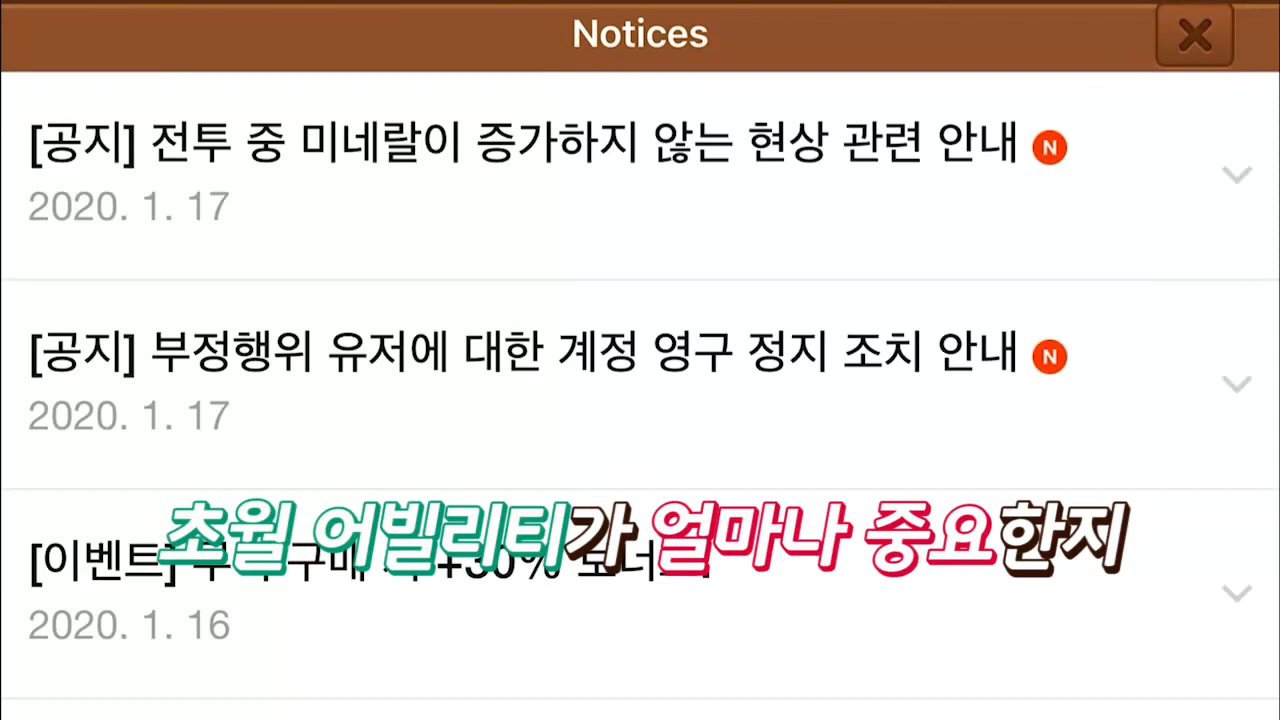 Notices
[공지] 전투 중 미네랄이 증가하지 않는 현상 관련 안내 N
2020. 1. 17
[공지] 부정행위 유저에 대한 계정 영구 정지 조치 안내 N
2020. 1. 17
초월 어빌리티가 얼마나 중요한지
[이벤트] +30%
2020. 1. 16